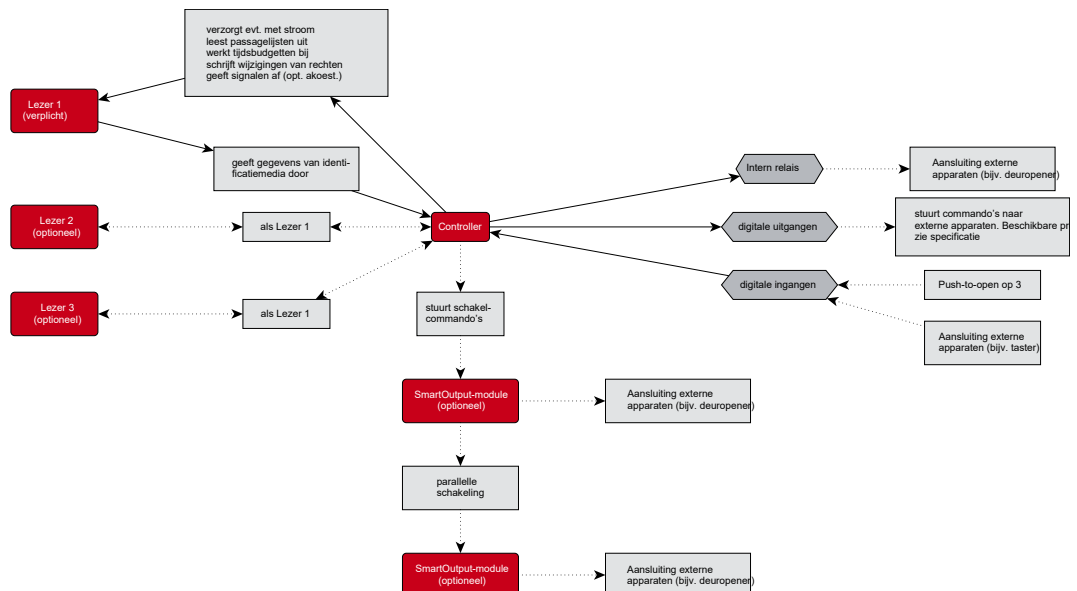 verzorgt evt. met stroom
leest passagelijsten uit
werkt tijdsbudgetten bij
schrijft wijzigingen van rechten
geeft signalen af (opt. akoest.)
Lezer 1
(verplicht)
geeft gegevens van identi-
ficatiemedia door
Intern relais
Aansluiting externe
apparaten (bijv. deuropener)
Lezer 2
(optioneel)
als Lezer 1
Controller
digitale uitgangen
stuurt commando's naar
externe apparaten. Beschikbare pr
zie specificatie
digitale ingangen
Push-to-open op 3
Lezer 3
(optioneel)
als Lezer 1
stuurt schakel-
commando's
Aansluiting externe
apparaten (bijv. taster)
SmartOutput-module
(optioneel)
Aansluiting externe
apparaten (bijv. deuropener)
parallelle
schakeling
SmartOutput-module
(optioneel)
Aansluiting externe
apparaten (bijv. deuropener)